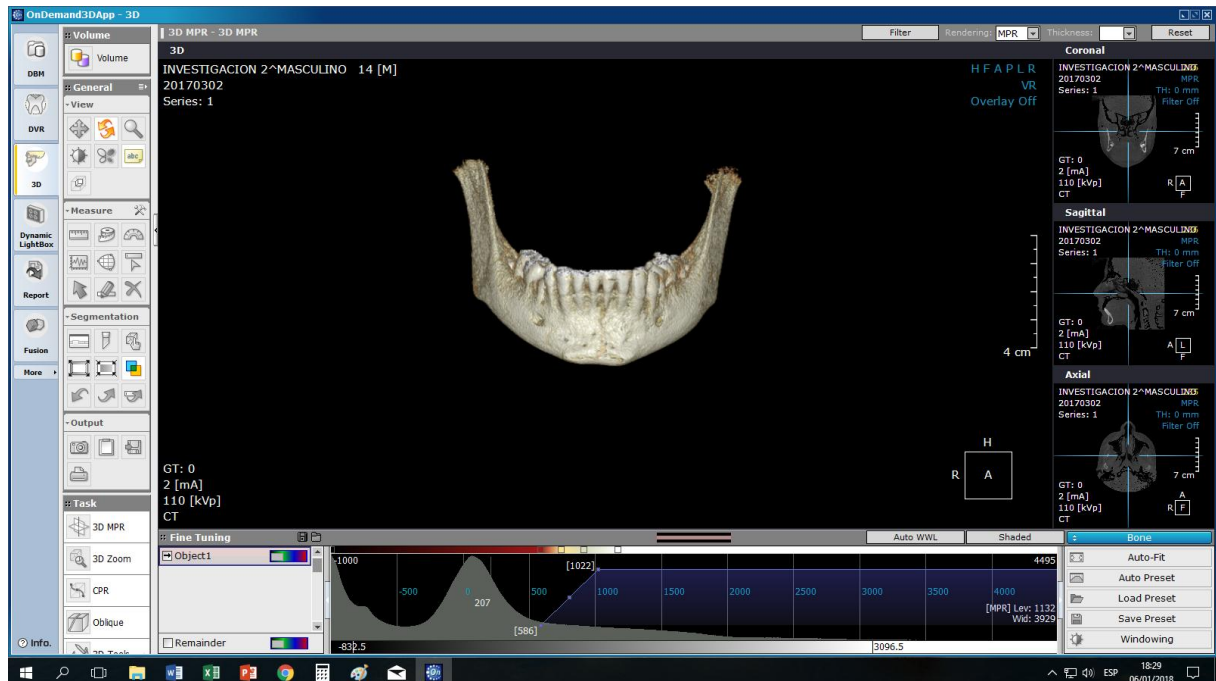 OnDemand3DApp - 3D
DBM
DVR
3D
Dynamic
LightBox
Report
Fusion
More
Info.
Volume
Volume
General
View
abc
Measure
Segmentation
Output
Task
3D MPR
3D Zoom
CPR
Oblique
3D MPR - 3D MPR
Filter
Rendering: MPR
Thickness:
Reset
3D
INVESTIGACION 2^MASCULINO 14 [M]
20170302
Series: 1
H F A P L R
VR
Overlay Off
4 cm
GT: 0
2 [mA]
110 [kVp]
CT
H
R A
Coronal
INVESTIGACION 2^MASCULINO
20170302
MPR
Series: 1
TH: 0 mm
Filter Off
7 cm
GT: 0
2 [mA]
110 [kVp]
CT
R A
F
Sagittal
INVESTIGACION 2^MASCULINO
20170302
MPR
Series: 1
TH: 0 mm
Filter Off
7 cm
GT: 0
2 [mA]
110 [kVp]
CT
A L
F
Axial
INVESTIGACION 2^MASCULINO
20170302
MPR
Series: 1
TH: 0 mm
Filter Off
7 cm
GT: 0
2 [mA]
110 [kVp]
CT
A
R F
Fine Tuning
Auto WWL
Shaded
Bone
Object1
Remainder
-1000
[1022]
4495
-500 0 500 1000 1500 2000 2500 3000 3500 4000
207
[586]
[MPR] Lev: 1132
Wid: 3929
-832.5
3096.5
Auto-Fit
Auto Preset
Load Preset
Save Preset
Windowing
ESP
18:29
06/01/2018